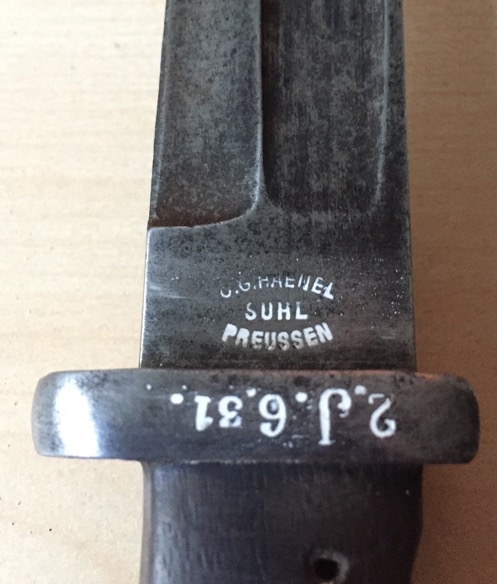 C.G.HAENEL
SUHL
PREUSSEN
2.J.6.31.